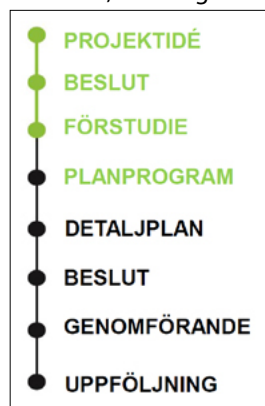 PROJEKTIDÉ
BESLUT
FÖRSTUDIE
PLANPROGRAM
DETALJPLAN
BESLUT
GENOMFÖRANDE
UPPFÖLJNING